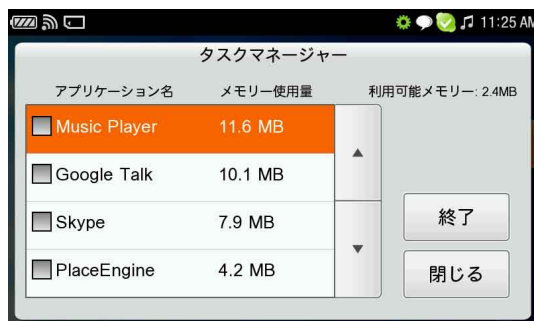 11:25 AM
タスクマネージャー
アプリケーション名 メモリー使用量 利用可能メモリー: 2.4MB
Music Player 11.6 MB
Google Talk 10.1 MB
Skype 7.9 MB
終了
PlaceEngine 4.2 MB
閉じる